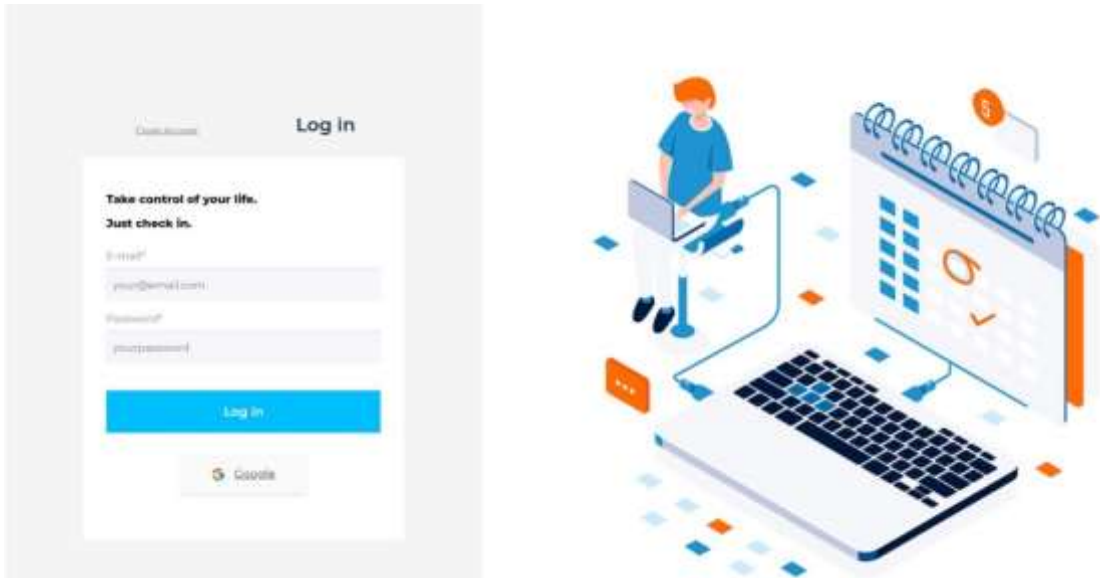 Log in
Take control of your life.
Just check in.
E-mail*
your@email.com
Password*
yourpassword
Log in
Google